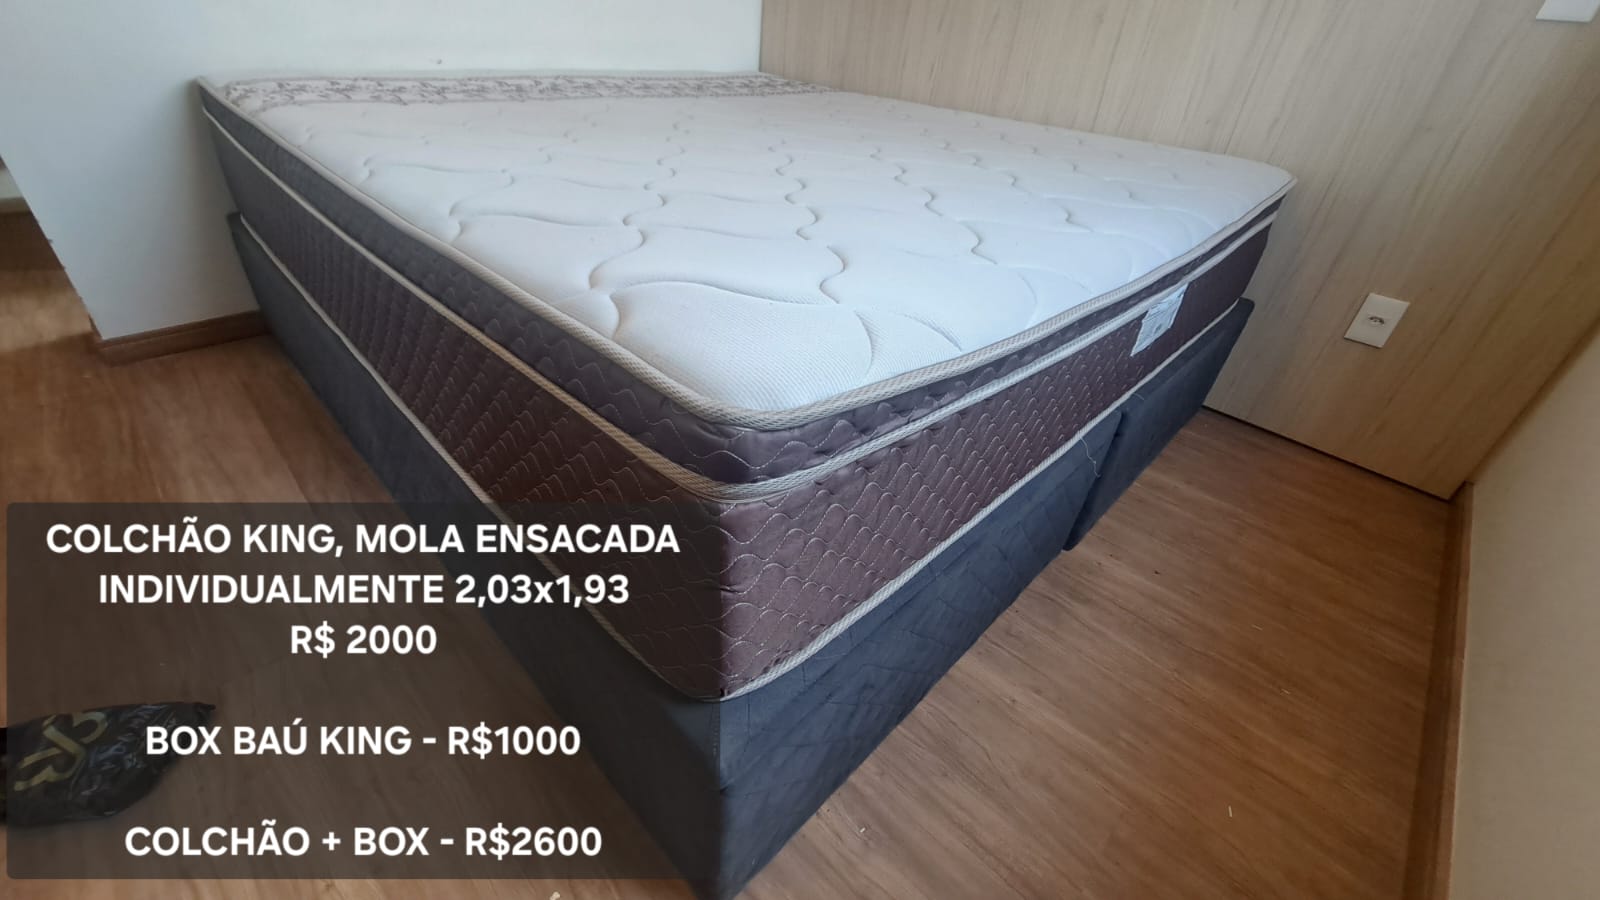 COLCHÃO KING, MOLA ENSACADA
INDIVIDUALMENTE 2,03x1,93
R$ 2000
BOX BAÚ KING - R$1000
COLCHÃO + BOX - R$2600